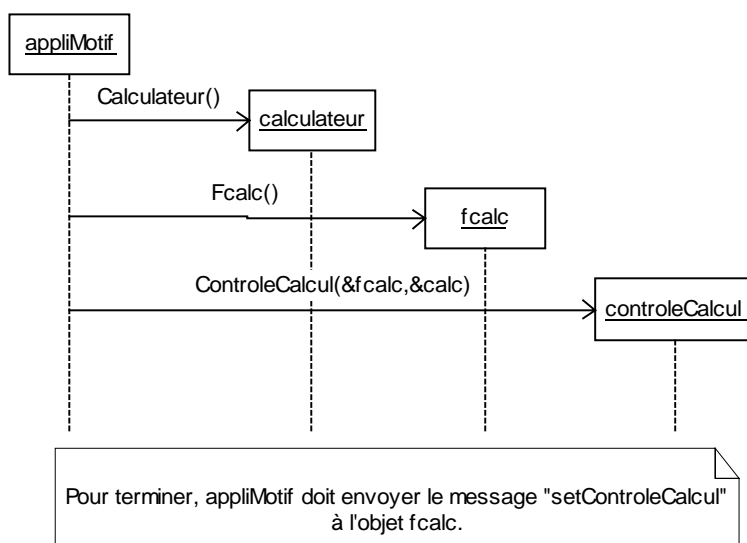 appliMotif
Calculateur()
calculateur
Fcalc()
fcalc
ControleCalcul(&fcalc,&calc)
controleCalcul
Pour terminer, appliMotif doit envoyer le message "setControleCalcul"
à l'objet fcalc.